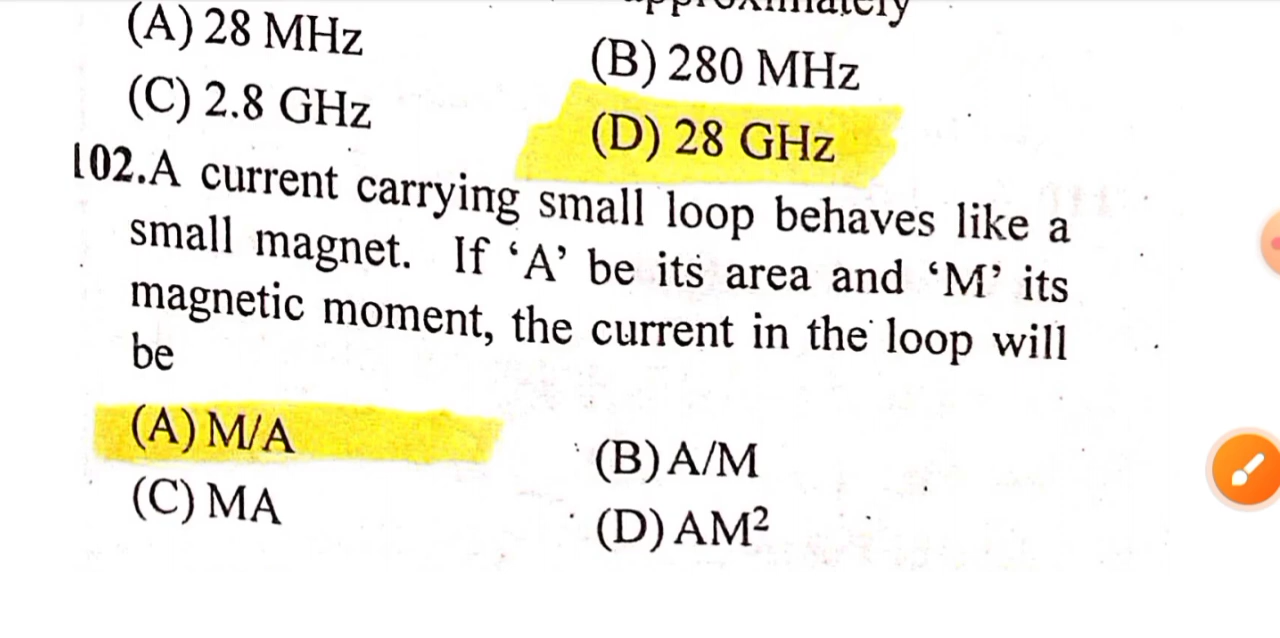 approximately
(A) 28 MHz
(B) 280 MHz
(C) 2.8 GHz
(D) 28 GHz
102.A current carrying small loop behaves like a
small magnet. If ‘A’ be its area and ‘M’ its
magnetic moment, the current in the loop will
be
(A) M/A
(B) A/M
(C) MA
(D) AM²